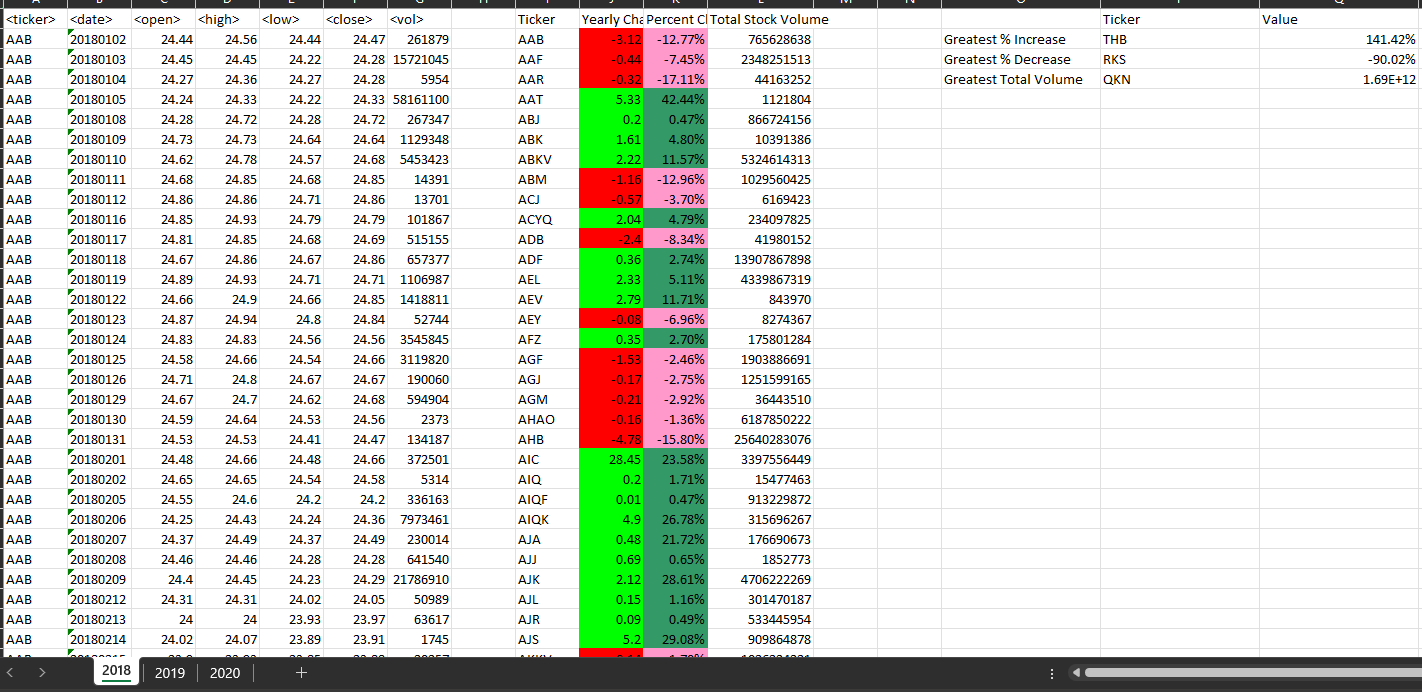 <ticker> <date> <open> <high> <low> <close> <vol> Ticker Yearly Cha Percent Cl Total Stock Volume Ticker Value
AAB 20180102 24.44 24.56 24.44 24.47 261879 AAB -3.12 -12.77% 765628638 Greatest % Increase THB 141.42%
AAB 20180103 24.45 24.45 24.22 24.28 15721045 AAF -0.44 -7.45% 2348251513 Greatest % Decrease RKS -90.02%
AAB 20180104 24.27 24.36 24.27 24.28 5954 AAR -0.32 -17.11% 44163252 Greatest Total Volume QKN 1.69E+12
AAB 20180105 24.24 24.33 24.22 24.33 58161100 AAT 5.33 42.44% 1121804
AAB 20180108 24.28 24.72 24.28 24.72 267347 ABJ 0.2 0.47% 866724156
AAB 20180109 24.73 24.73 24.64 24.64 1129348 ABK 1.61 4.80% 10391386
AAB 20180110 24.62 24.78 24.57 24.68 5453423 ABKV 2.22 11.57% 5324614313
AAB 20180111 24.68 24.85 24.68 24.85 14391 ABM -1.16 -12.96% 1029560425
AAB 20180112 24.86 24.86 24.71 24.86 13701 ACJ -0.57 -3.70% 6169423
AAB 20180116 24.85 24.93 24.79 24.79 101867 ACYQ 2.04 4.79% 234097825
AAB 20180117 24.81 24.85 24.68 24.69 515155 ADB -2.4 -8.34% 41980152
AAB 20180118 24.67 24.86 24.67 24.86 657377 ADF 0.36 2.74% 13907867898
AAB 20180119 24.89 24.93 24.71 24.71 1106987 AEL 2.33 5.11% 4339867319
AAB 20180122 24.66 24.9 24.66 24.85 1418811 AEV 2.79 11.71% 843970
AAB 20180123 24.87 24.94 24.8 24.84 52744 AEY -0.08 -6.96% 8274367
AAB 20180124 24.83 24.83 24.56 24.56 3545845 AFZ 0.35 2.70% 175801284
AAB 20180125 24.58 24.66 24.54 24.66 3119820 AGF -1.53 -2.46% 1903886691
AAB 20180126 24.71 24.8 24.67 24.67 190060 AGJ -0.17 -2.75% 1251599165
AAB 20180129 24.67 24.7 24.62 24.68 594904 AGM -0.21 -2.92% 36443510
AAB 20180130 24.59 24.64 24.53 24.56 2373 AHAO -0.16 -1.36% 6187850222
AAB 20180131 24.53 24.53 24.41 24.47 134187 AHB -4.78 -15.80% 25640283076
AAB 20180201 24.48 24.66 24.48 24.66 372501 AIC 28.45 23.58% 3397556449
AAB 20180202 24.65 24.65 24.54 24.58 5314 AIQ 0.2 1.71% 15477463
AAB 20180205 24.55 24.6 24.2 24.2 336163 AIQF 0.01 0.47% 913229872
AAB 20180206 24.25 24.43 24.24 24.36 7973461 AIQK 4.9 26.78% 315696267
AAB 20180207 24.37 24.49 24.37 24.49 230014 AJA 0.48 21.72% 176690673
AAB 20180208 24.46 24.46 24.28 24.28 641540 AJJ 0.69 0.65% 1852773
AAB 20180209 24.4 24.45 24.23 24.29 21786910 AJK 2.12 28.61% 4706222269
AAB 20180212 24.31 24.31 24.02 24.05 50989 AJL 0.15 1.16% 301470187
AAB 20180213 24 24 23.93 23.97 63617 AJR 0.09 0.49% 533445954
AAB 20180214 24.02 24.07 23.89 23.91 1745 AJS 5.2 29.08% 909864878
2018 2019 2020